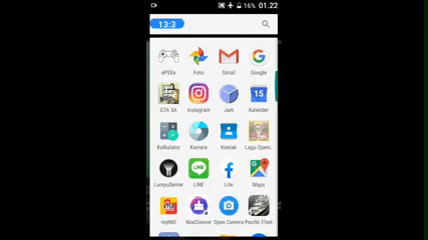 16% 01.22
13:3
ePSXe Foto Gmail Google
GTA SA Instagram Jam Kalender
15
Kalkulator Kamera Kontak Lagu Openi..
LampuSenter LINE Lite Maps
myIM3 NoxCleaner Open Camera Pacific Fleet